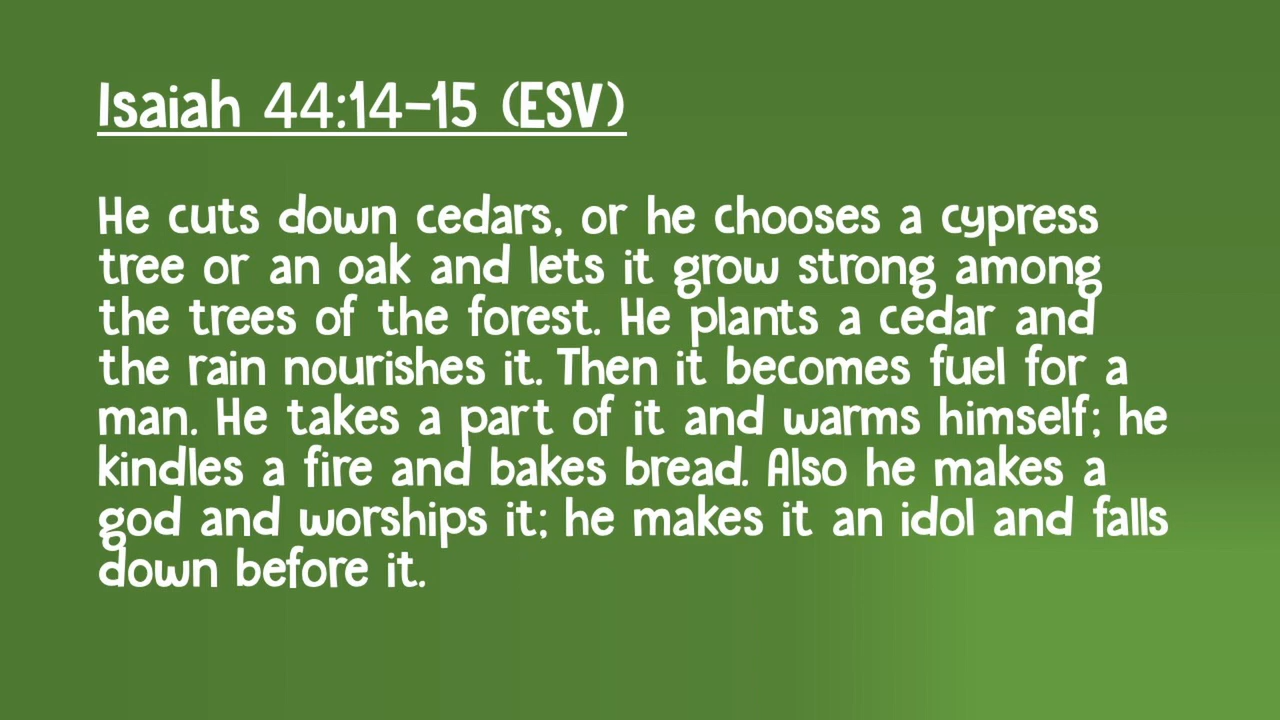 Isaiah 44:14-15 (ESV)
He cuts down cedars, or he chooses a cypress
tree or an oak and lets it grow strong among
the trees of the forest. He plants a cedar and
the rain nourishes it. Then it becomes fuel for a
man. He takes a part of it and warms himself; he
kindles a fire and bakes bread. Also he makes a
god and worships it; he makes it an idol and falls
down before it.